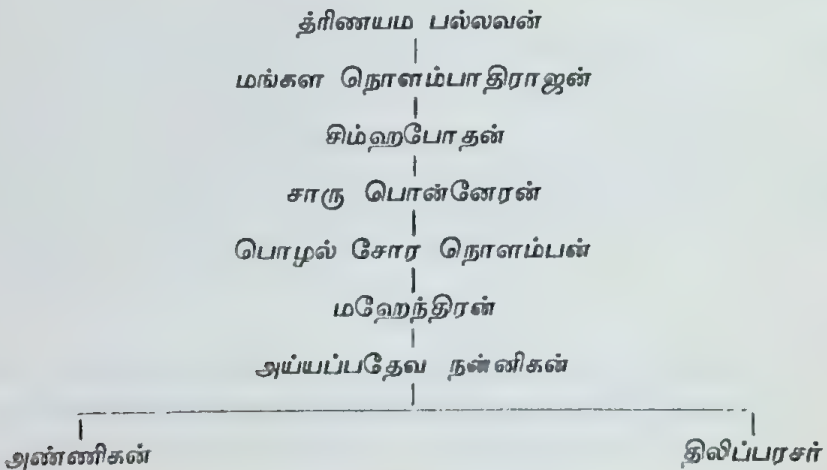 த்ரிணயம பல்லவன்
மங்கள நொளம்பாதிராஜன்
சிம்ஹபோதன்
சாரு பொன்னேரன்
பொழல் சோர நொளம்பன்
மஹேந்திரன்
அய்யப்பதேவ நன்னிகன்
அண்ணிகன் திலிப்பரசர்